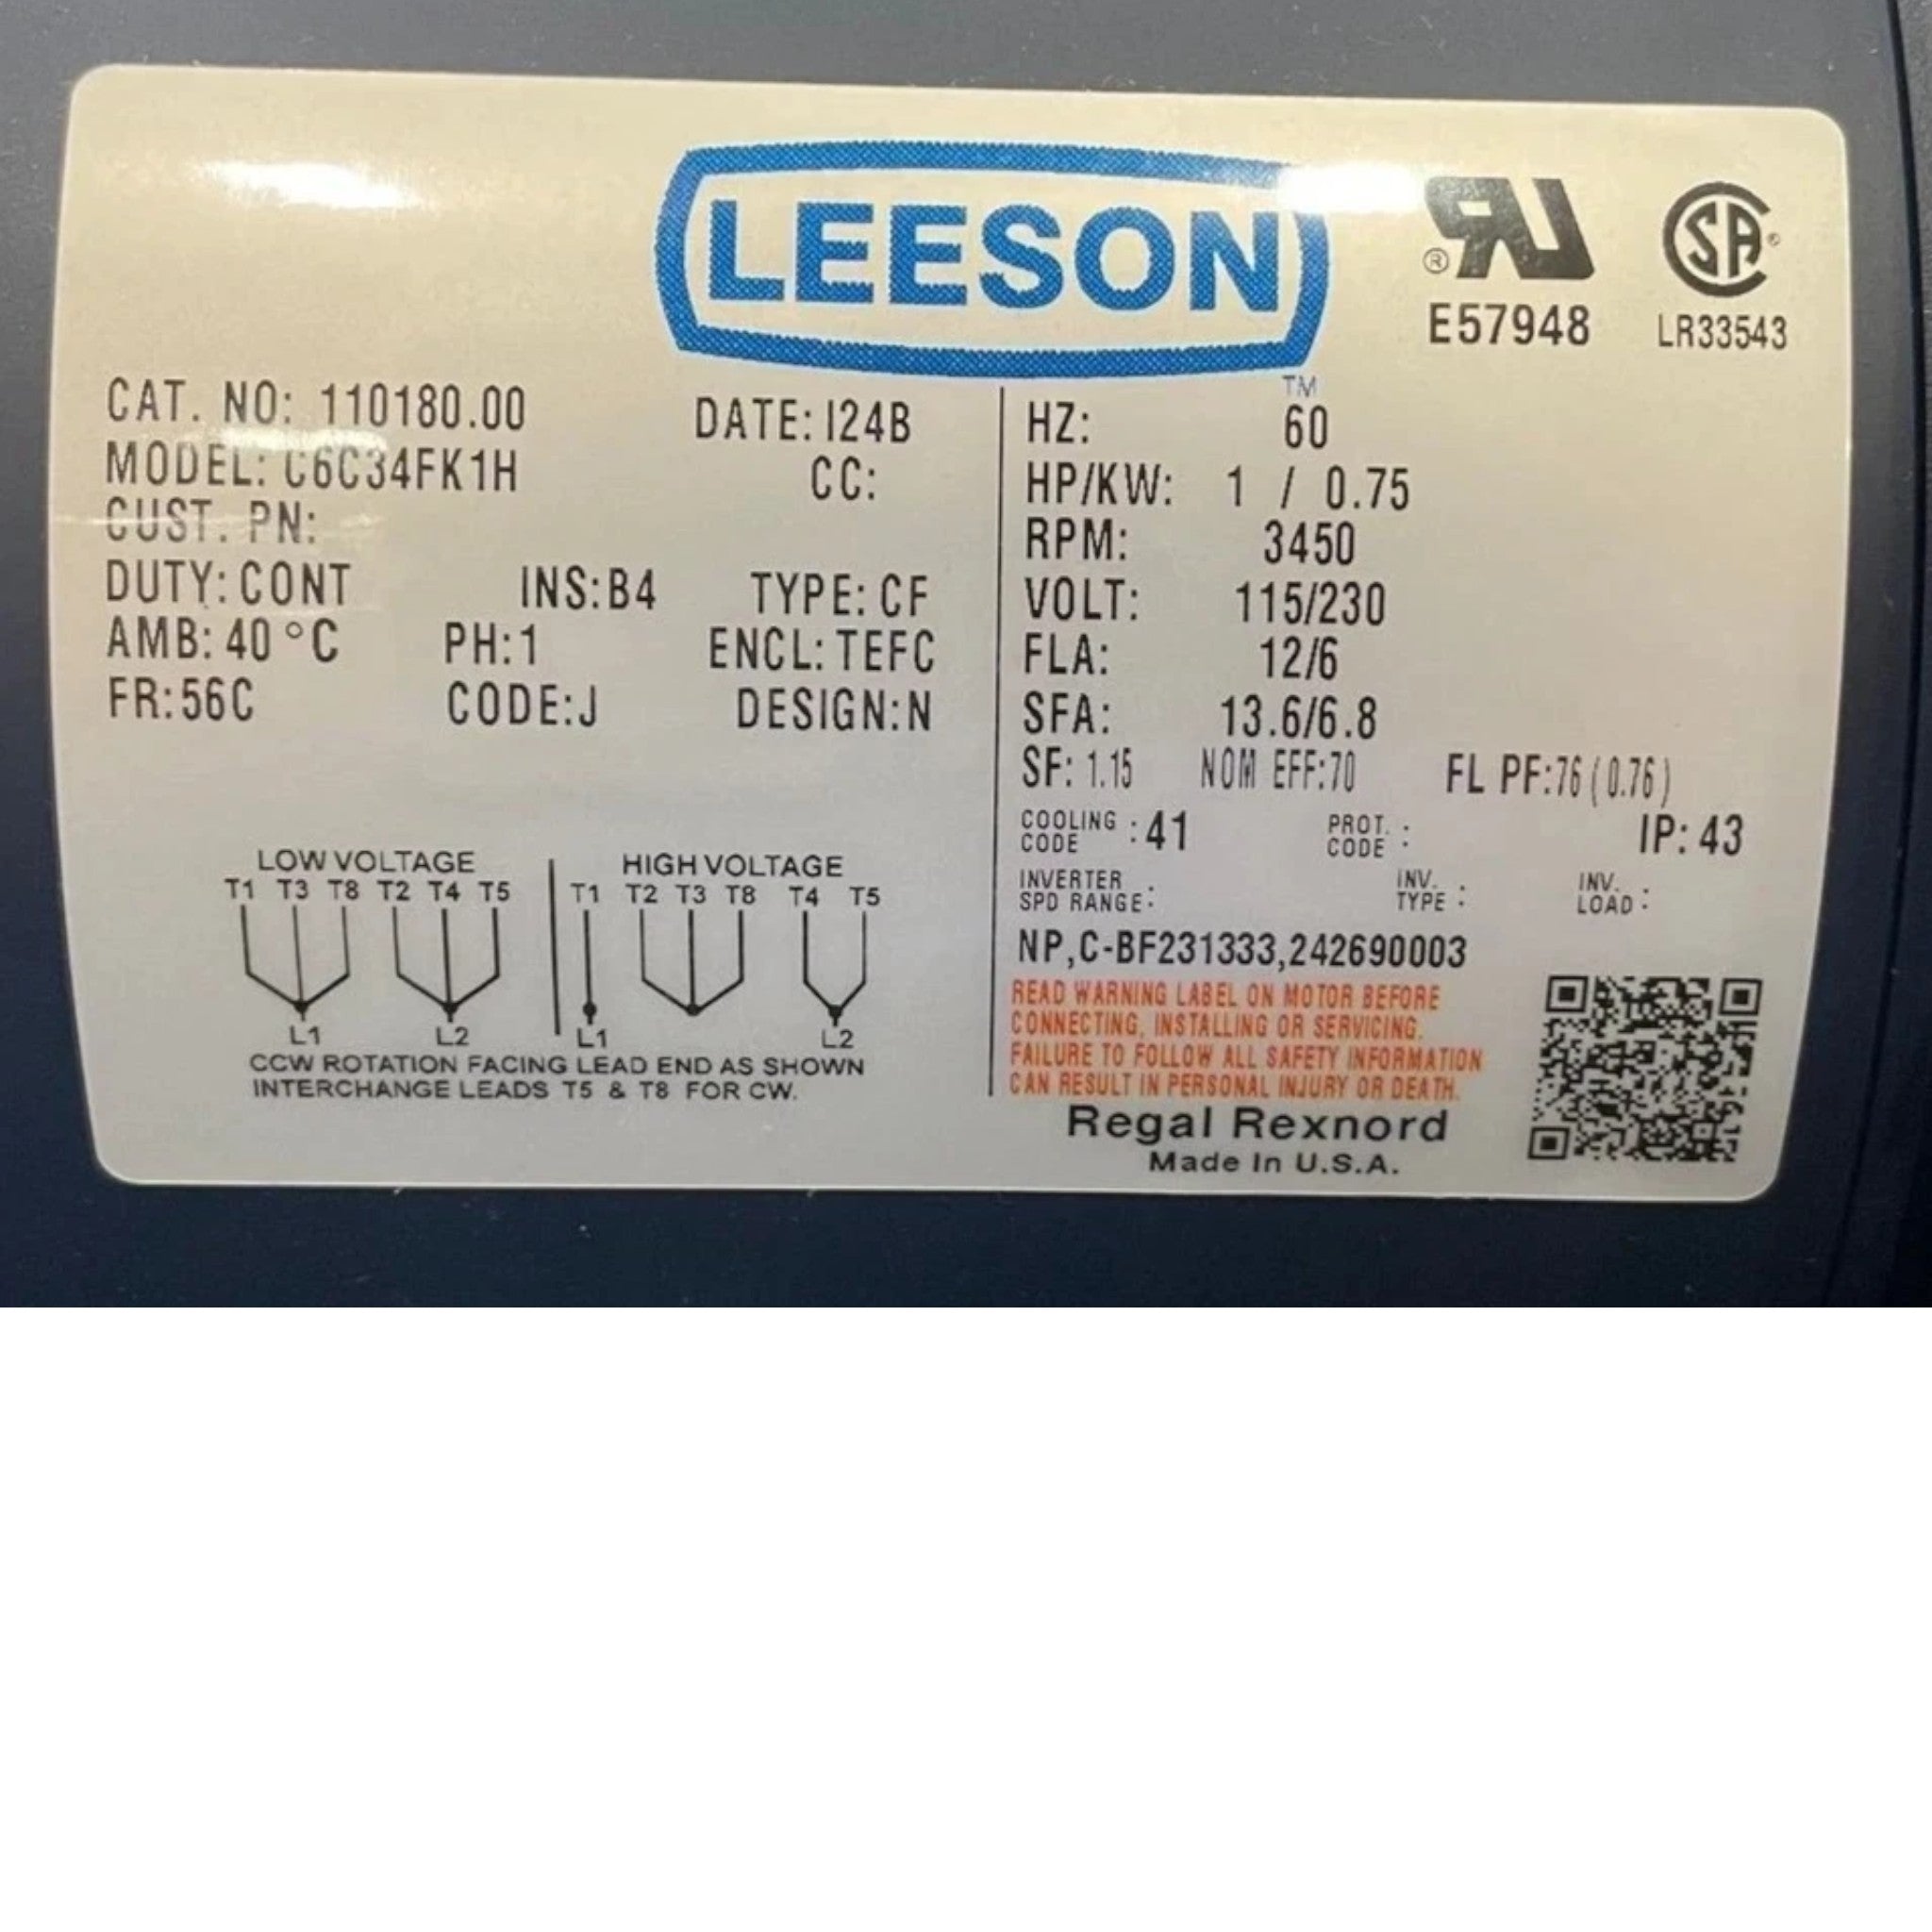 LEESON
TM
® UR
E57948
SA®
LR33543
CAT. NO: 110180.00
DATE: I24B
MODEL: C6C34FK1H
CC:
CUST. PN:
DUTY: CONT INS: B4 TYPE: CF
AMB: 40 °C PH: 1 ENCL: TEFC
FR: 56C CODE: J DESIGN: N
LOW VOLTAGE
T1 T3 T8 T2 T4 T5
L1 L2
HIGH VOLTAGE
T1 T2 T3 T8 T4 T5
L1 L2
CCW ROTATION FACING LEAD END AS SHOWN
INTERCHANGE LEADS T5 & T8 FOR CW.
HZ: 60
HP/KW: 1 / 0.75
RPM: 3450
VOLT: 115/230
FLA: 12/6
SFA: 13.6/6.8
SF: 1.15 NOM EFF: 70 FL PF: 76 (0.76)
COOLING CODE : 41 PROT. CODE : IP: 43
INVERTER SPD RANGE : INV. TYPE : INV. LOAD :
NP,C-BF231333,242690003
READ WARNING LABEL ON MOTOR BEFORE
CONNECTING, INSTALLING OR SERVICING.
FAILURE TO FOLLOW ALL SAFETY INFORMATION
CAN RESULT IN PERSONAL INJURY OR DEATH.
Regal Rexnord
Made In U.S.A.